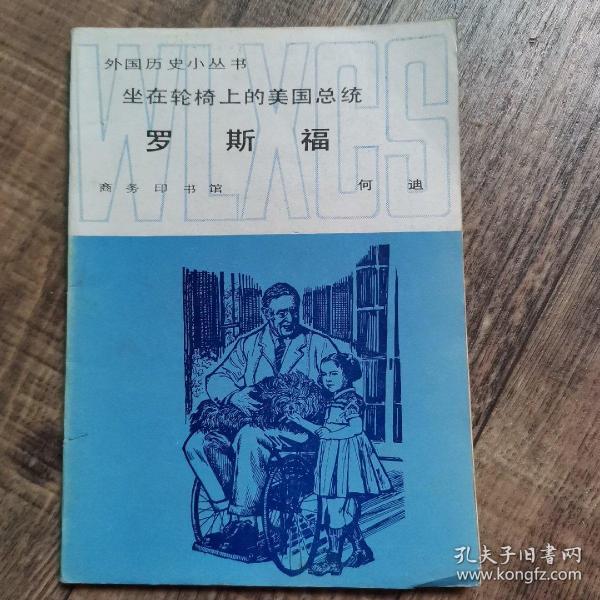 外国历史小丛书
坐在轮椅上的美国总统
罗斯福
商务印书馆 何迪
WLXCS
孔夫子旧书网
www.kongfz.com